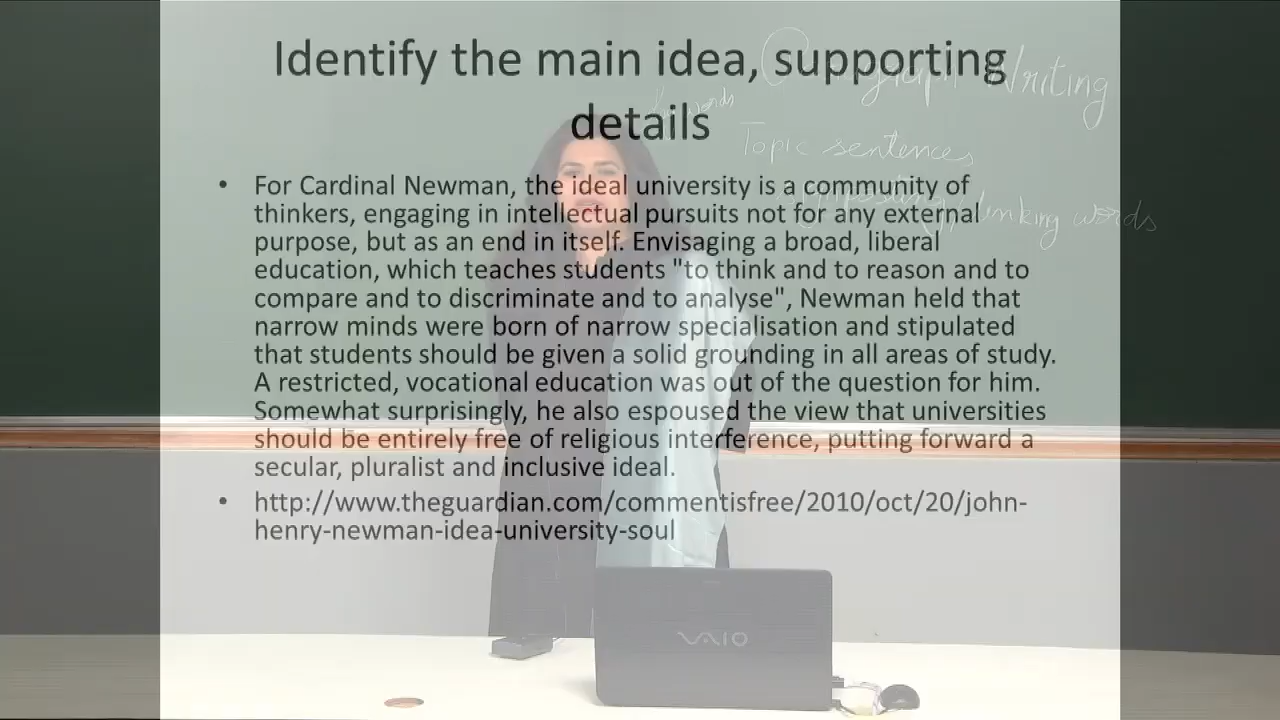 Identify the main idea, supporting
details
Writing
words
Topic sentences
supporting/linking words
• For Cardinal Newman, the ideal university is a community of
thinkers, engaging in intellectual pursuits not for any external
purpose, but as an end in itself. Envisaging a broad, liberal
education, which teaches students "to think and to reason and to
compare and to discriminate and to analyse", Newman held that
narrow minds were born of narrow specialisation and stipulated
that students should be given a solid grounding in all areas of study.
A restricted, vocational education was out of the question for him.
Somewhat surprisingly, he also espoused the view that universities
should be entirely free of religious interference, putting forward a
secular, pluralist and inclusive ideal.
• http://www.theguardian.com/commentisfree/2010/oct/20/john-
henry-newman-idea-university-soul
VAIO